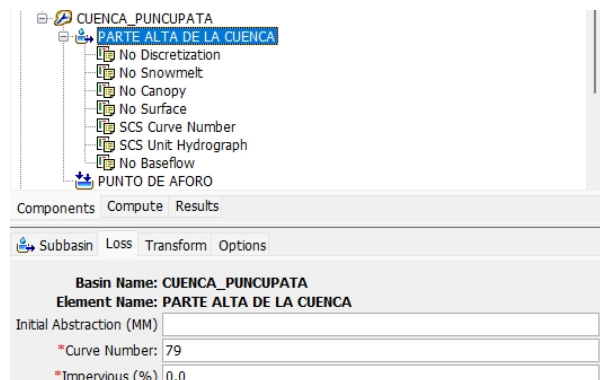 CUENCA_PUNCUPATA
PARTE ALTA DE LA CUENCA
No Discretization
No Snowmelt
No Canopy
No Surface
SCS Curve Number
SCS Unit Hydrograph
No Baseflow
PUNTO DE AFORO
Components Compute Results
Subbasin Loss Transform Options
Basin Name: CUENCA_PUNCUPATA
Element Name: PARTE ALTA DE LA CUENCA
Initial Abstraction (MM)
*Curve Number: 79
*Impervious (%) 0.0